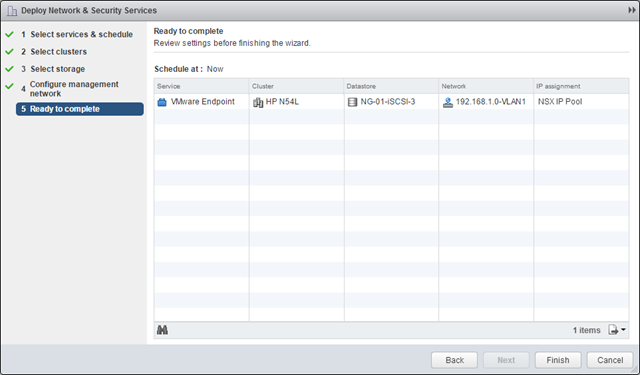 Deploy Network & Security Services
1 Select services & schedule
2 Select clusters
3 Select storage
4 Configure management
network
5 Ready to complete
Ready to complete
Review settings before finishing the wizard.
Schedule at : Now
Service Cluster Datastore Network IP assignment
VMware Endpoint HP N54L NG-01-iSCSI-3 192.168.1.0-VLAN1 NSX IP Pool
1 items
Back Next Finish Cancel